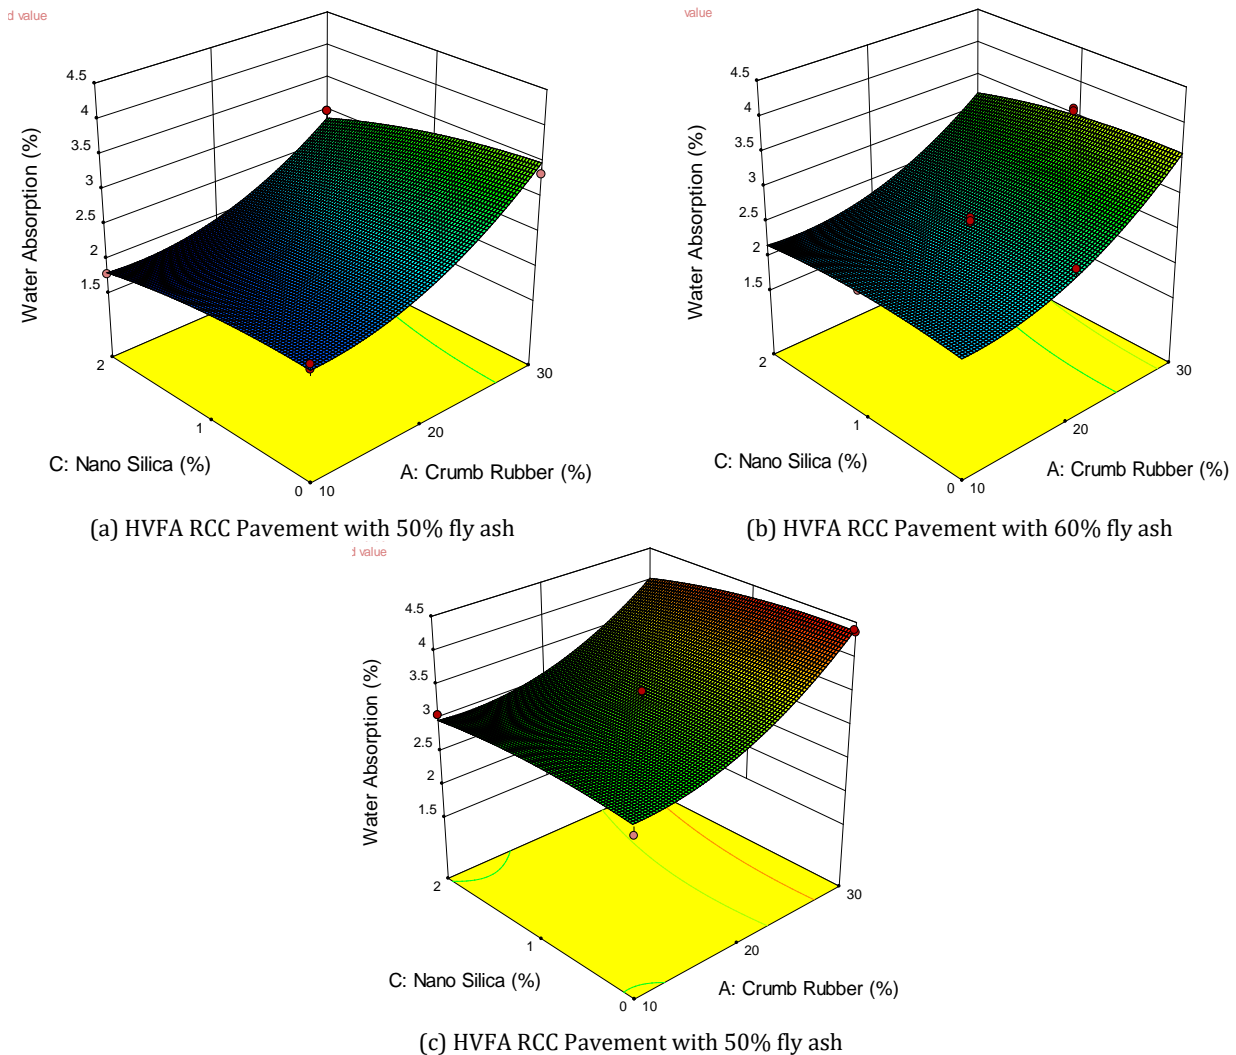 d value
value
4.5
4
3.5
3
2.5
2
1.5
Water Absorption (%)
2
1
0
10
20
30
C: Nano Silica (%)
A: Crumb Rubber (%)
4.5
4
3.5
3
2.5
2
1.5
Water Absorption (%)
2
1
0
10
20
30
C: Nano Silica (%)
A: Crumb Rubber (%)
(a) HVFA RCC Pavement with 50% fly ash
(b) HVFA RCC Pavement with 60% fly ash
d value
4.5
4
3.5
3
2.5
2
1.5
Water Absorption (%)
2
1
0
10
20
30
C: Nano Silica (%)
A: Crumb Rubber (%)
(c) HVFA RCC Pavement with 50% fly ash